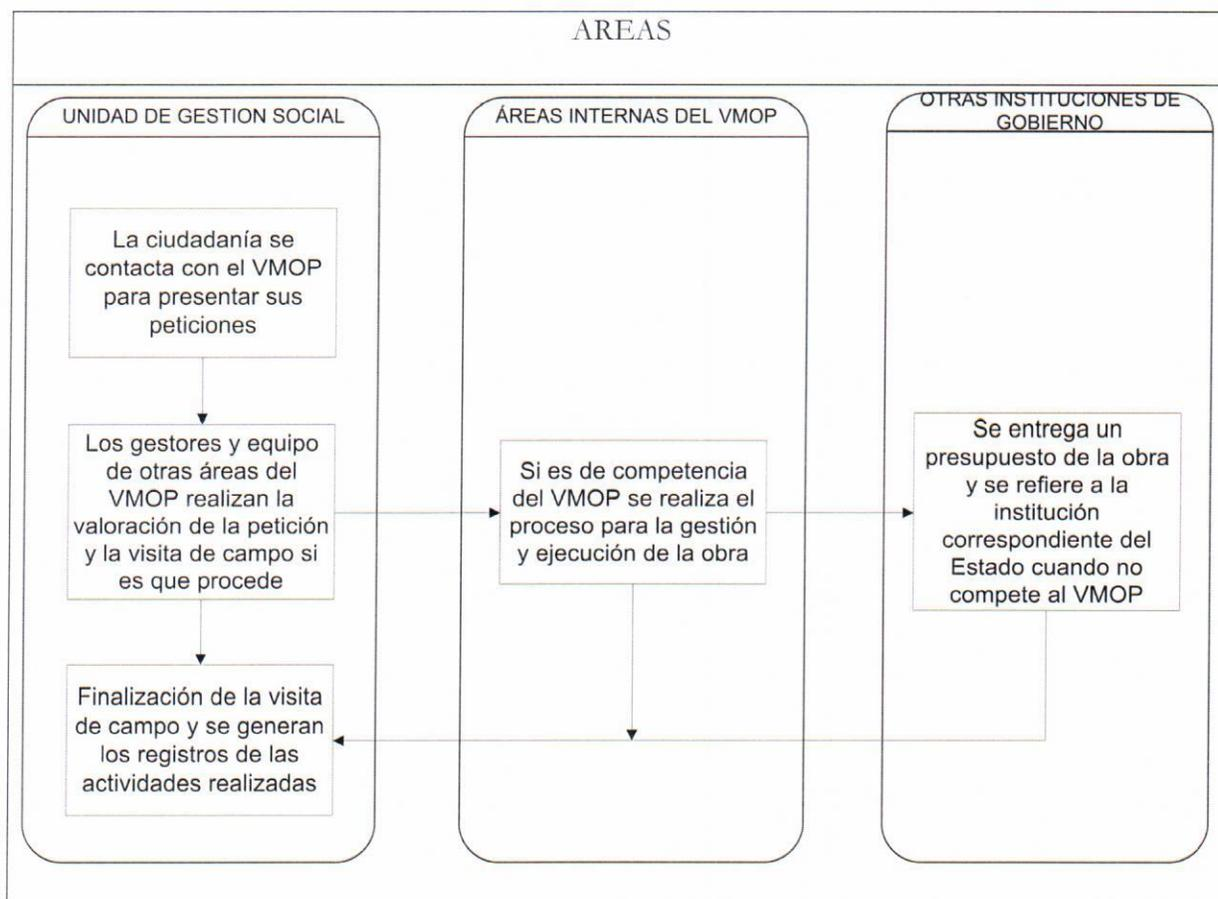 AREAS
UNIDAD DE GESTION SOCIAL
La ciudadanía se
contacta con el VMOP
para presentar sus
peticiones
Los gestores y equipo
de otras áreas del
VMOP realizan la
valoración de la petición
y la visita de campo si
es que procede
Finalización de la visita
de campo y se generan
los registros de las
actividades realizadas
ÁREAS INTERNAS DEL VMOP
Si es de competencia
del VMOP se realiza el
proceso para la gestión
y ejecución de la obra
OTRAS INSTITUCIONES DE
GOBIERNO
Se entrega un
presupuesto de la obra
y se refiere a la
institución
correspondiente del
Estado cuando no
compete al VMOP